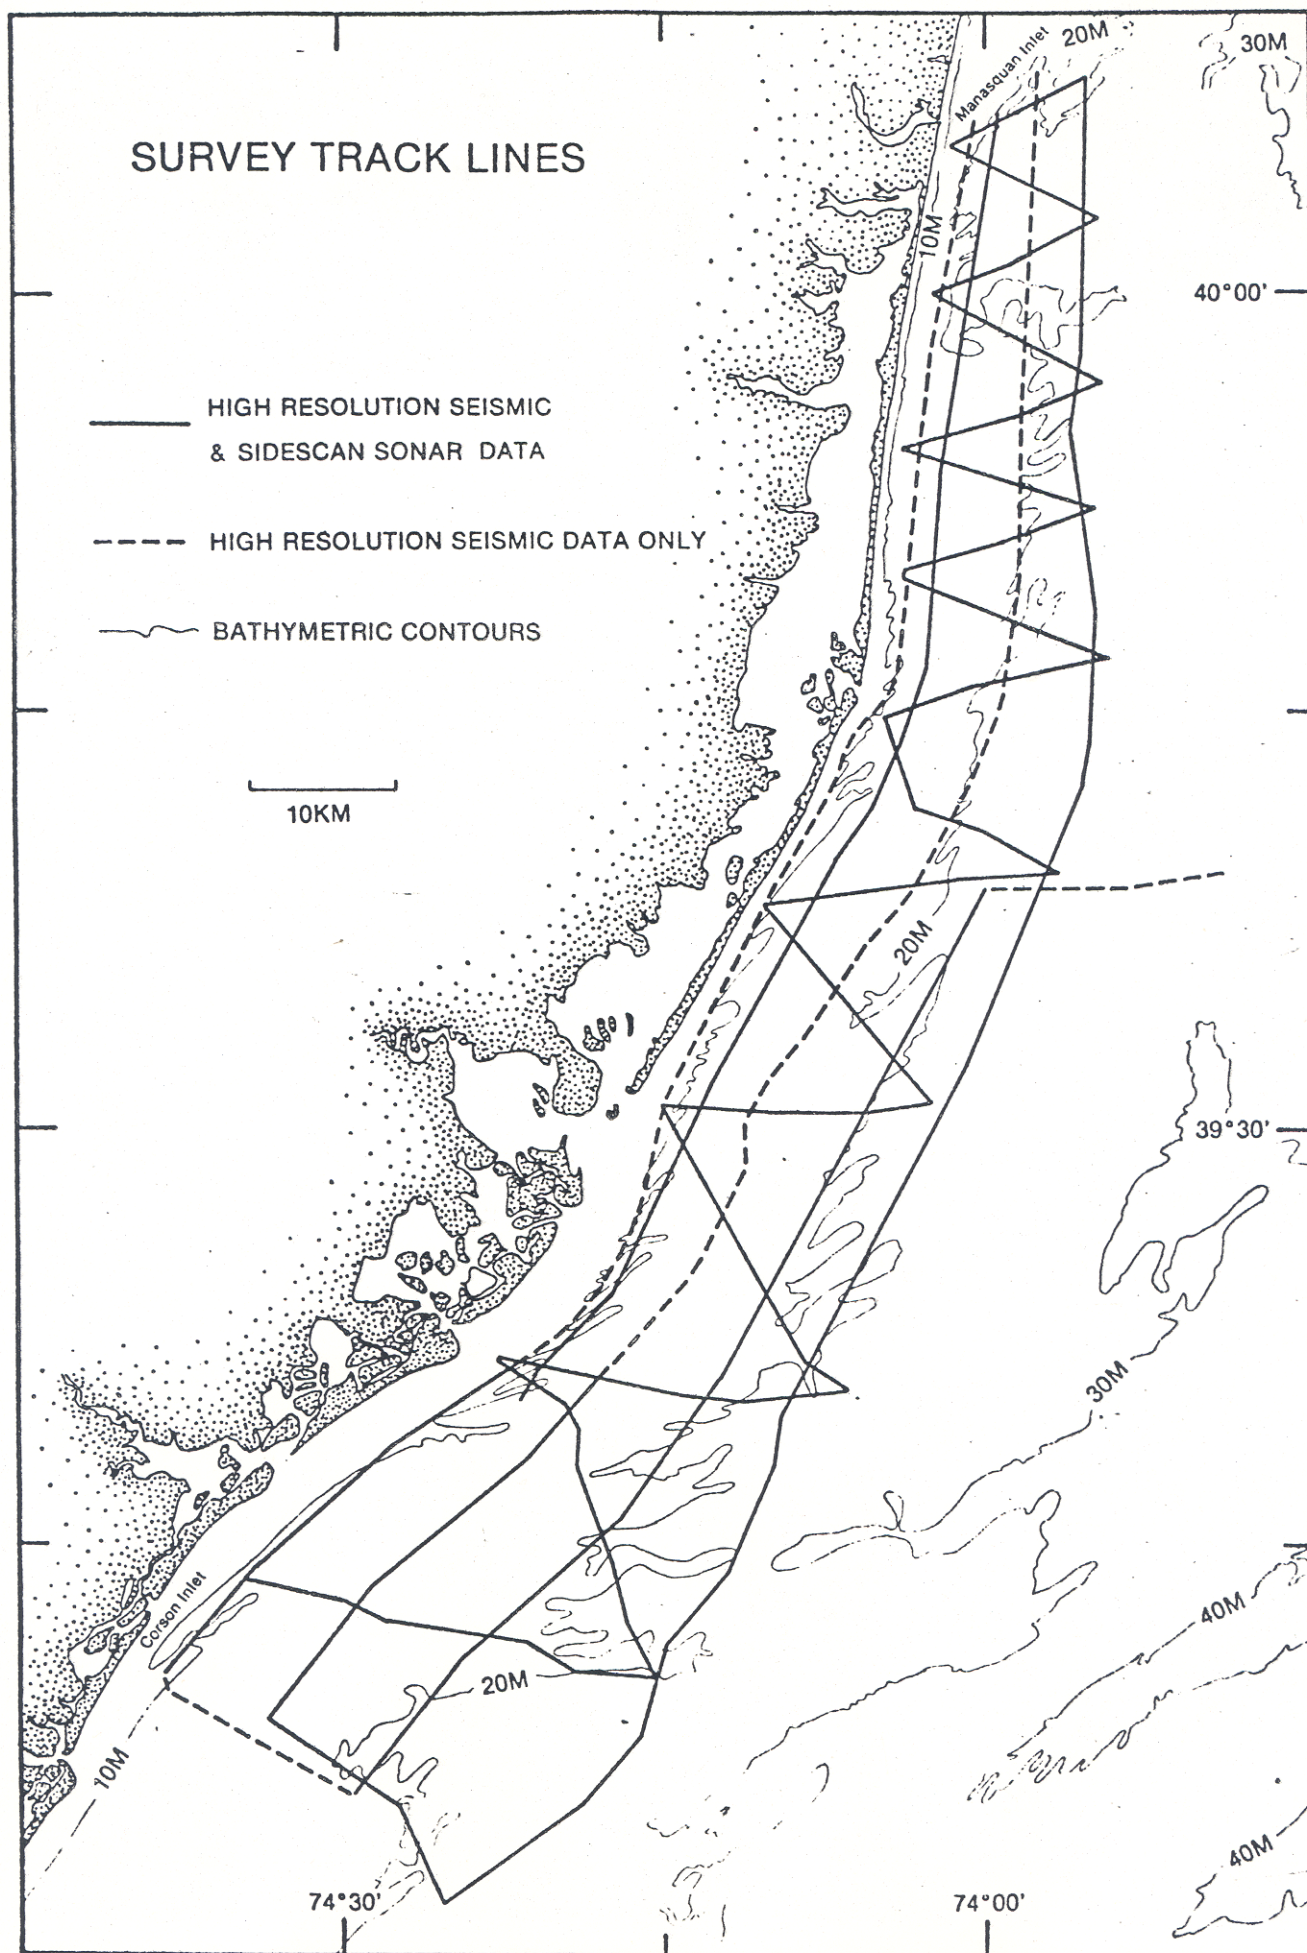 Manasquan Inlet
20M
30M
SURVEY TRACK LINES
10M
40°00'
HIGH RESOLUTION SEISMIC
& SIDESCAN SONAR DATA
HIGH RESOLUTION SEISMIC DATA ONLY
BATHYMETRIC CONTOURS
10KM
20M
39°30'
30M
Corson Inlet
40M
20M
10M
40M
74°30'
74°00'